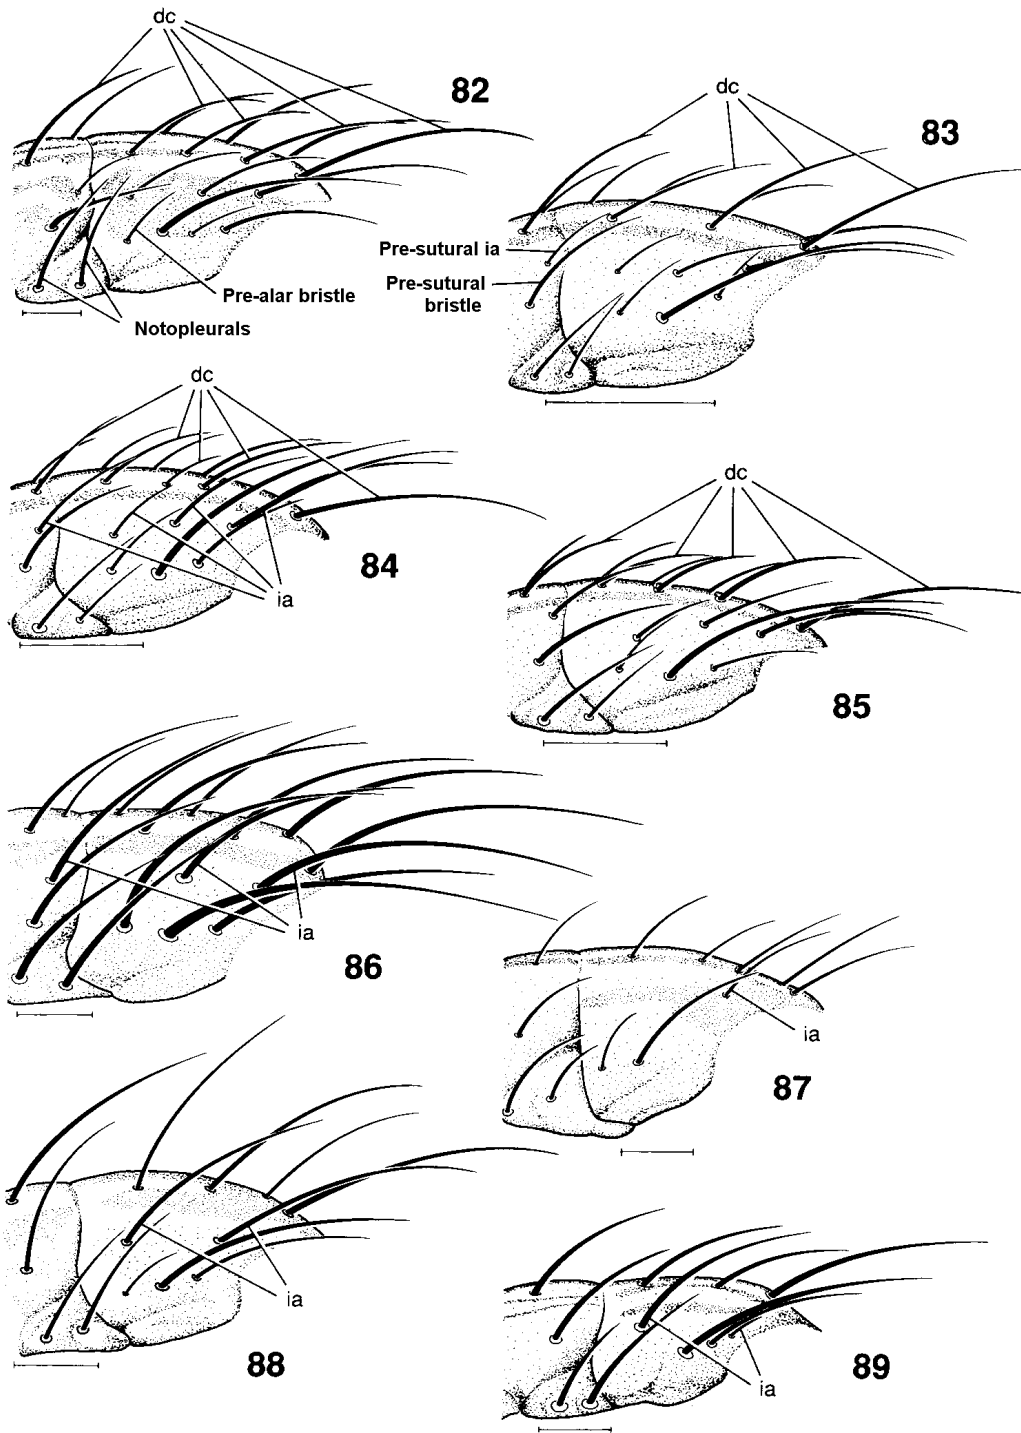 dc
82
Pre-alar bristle
Notopleurals
dc
83
Pre-sutural ia
Pre-sutural
bristle
dc
84
ia
dc
85
ia
86
ia
87
ia
88
ia
89